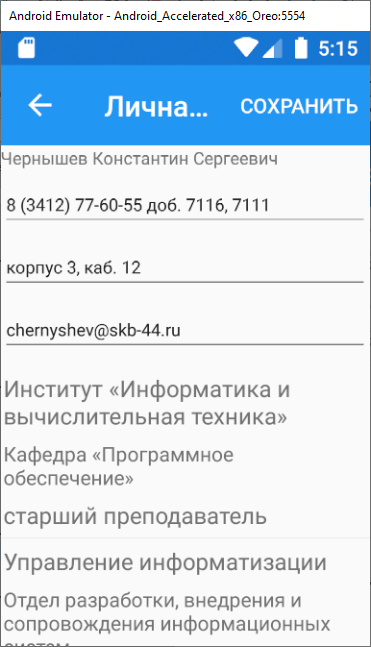 Android Emulator - Android_Accelerated_x86_Oreo:5554
5:15
Лична... СОХРАНИТЬ
Чернышев Константин Сергеевич
8 (3412) 77-60-55 доб. 7116, 7111
корпус 3, каб. 12
chernyshev@skb-44.ru
Институт «Информатика и
вычислительная техника»
Кафедра «Программное
обеспечение»
старший преподаватель
Управление информатизации
Отдел разработки, внедрения и
сопровождения информационных
систем